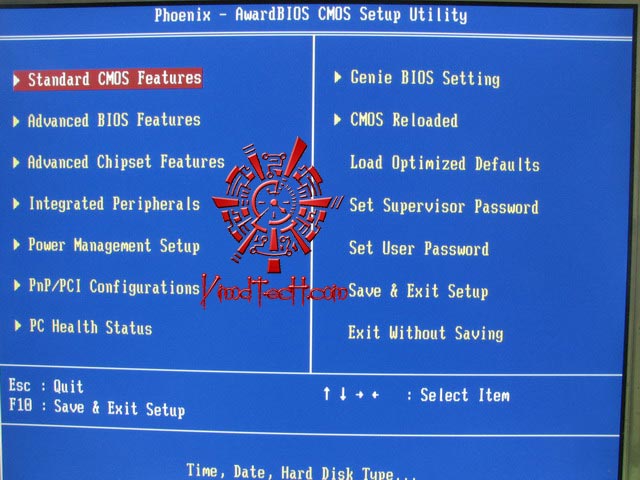 Phoenix - AwardBIOS CMOS Setup Utility
Standard CMOS Features
Advanced BIOS Features
Advanced Chipset Features
Integrated Peripherals
Power Management Setup
PnP/PCI Configurations
PC Health Status
Genie BIOS Setting
CMOS Reloaded
Load Optimized Defaults
Set Supervisor Password
Set User Password
Save & Exit Setup
Exit Without Saving
VmodTech.com
Esc : Quit
F10 : Save & Exit Setup
↑ ↓ → ← : Select Item
Time, Date, Hard Disk Type...